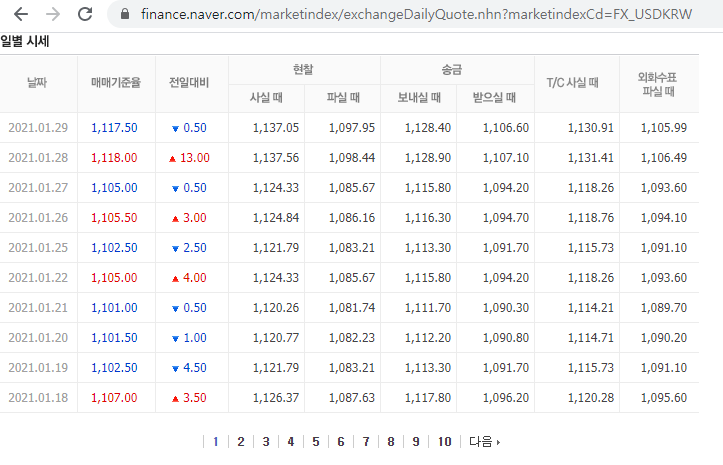 finance.naver.com/marketindex/exchangeDailyQuote.nhn?marketindexCd=FX_USDKRW
일별 시세
날짜 매매기준율 전일대비 현찰 송금 T/C 사실 때 외화수표 파실 때
사실 때 파실 때 보내실 때 받으실 때
2021.01.29 1,117.50 ▼ 0.50 1,137.05 1,097.95 1,128.40 1,106.60 1,130.91 1,105.99
2021.01.28 1,118.00 ▲ 13.00 1,137.56 1,098.44 1,128.90 1,107.10 1,131.41 1,106.49
2021.01.27 1,105.00 ▼ 0.50 1,124.33 1,085.67 1,115.80 1,094.20 1,118.26 1,093.60
2021.01.26 1,105.50 ▲ 3.00 1,124.84 1,086.16 1,116.30 1,094.70 1,118.76 1,094.10
2021.01.25 1,102.50 ▼ 2.50 1,121.79 1,083.21 1,113.30 1,091.70 1,115.73 1,091.10
2021.01.22 1,105.00 ▲ 4.00 1,124.33 1,085.67 1,115.80 1,094.20 1,118.26 1,093.60
2021.01.21 1,101.00 ▼ 0.50 1,120.26 1,081.74 1,111.70 1,090.30 1,114.21 1,089.70
2021.01.20 1,101.50 ▼ 1.00 1,120.77 1,082.23 1,112.20 1,090.80 1,114.71 1,090.20
2021.01.19 1,102.50 ▼ 4.50 1,121.79 1,083.21 1,113.30 1,091.70 1,115.73 1,091.10
2021.01.18 1,107.00 ▲ 3.50 1,126.37 1,087.63 1,117.80 1,096.20 1,120.28 1,095.60
1 2 3 4 5 6 7 8 9 10 다음